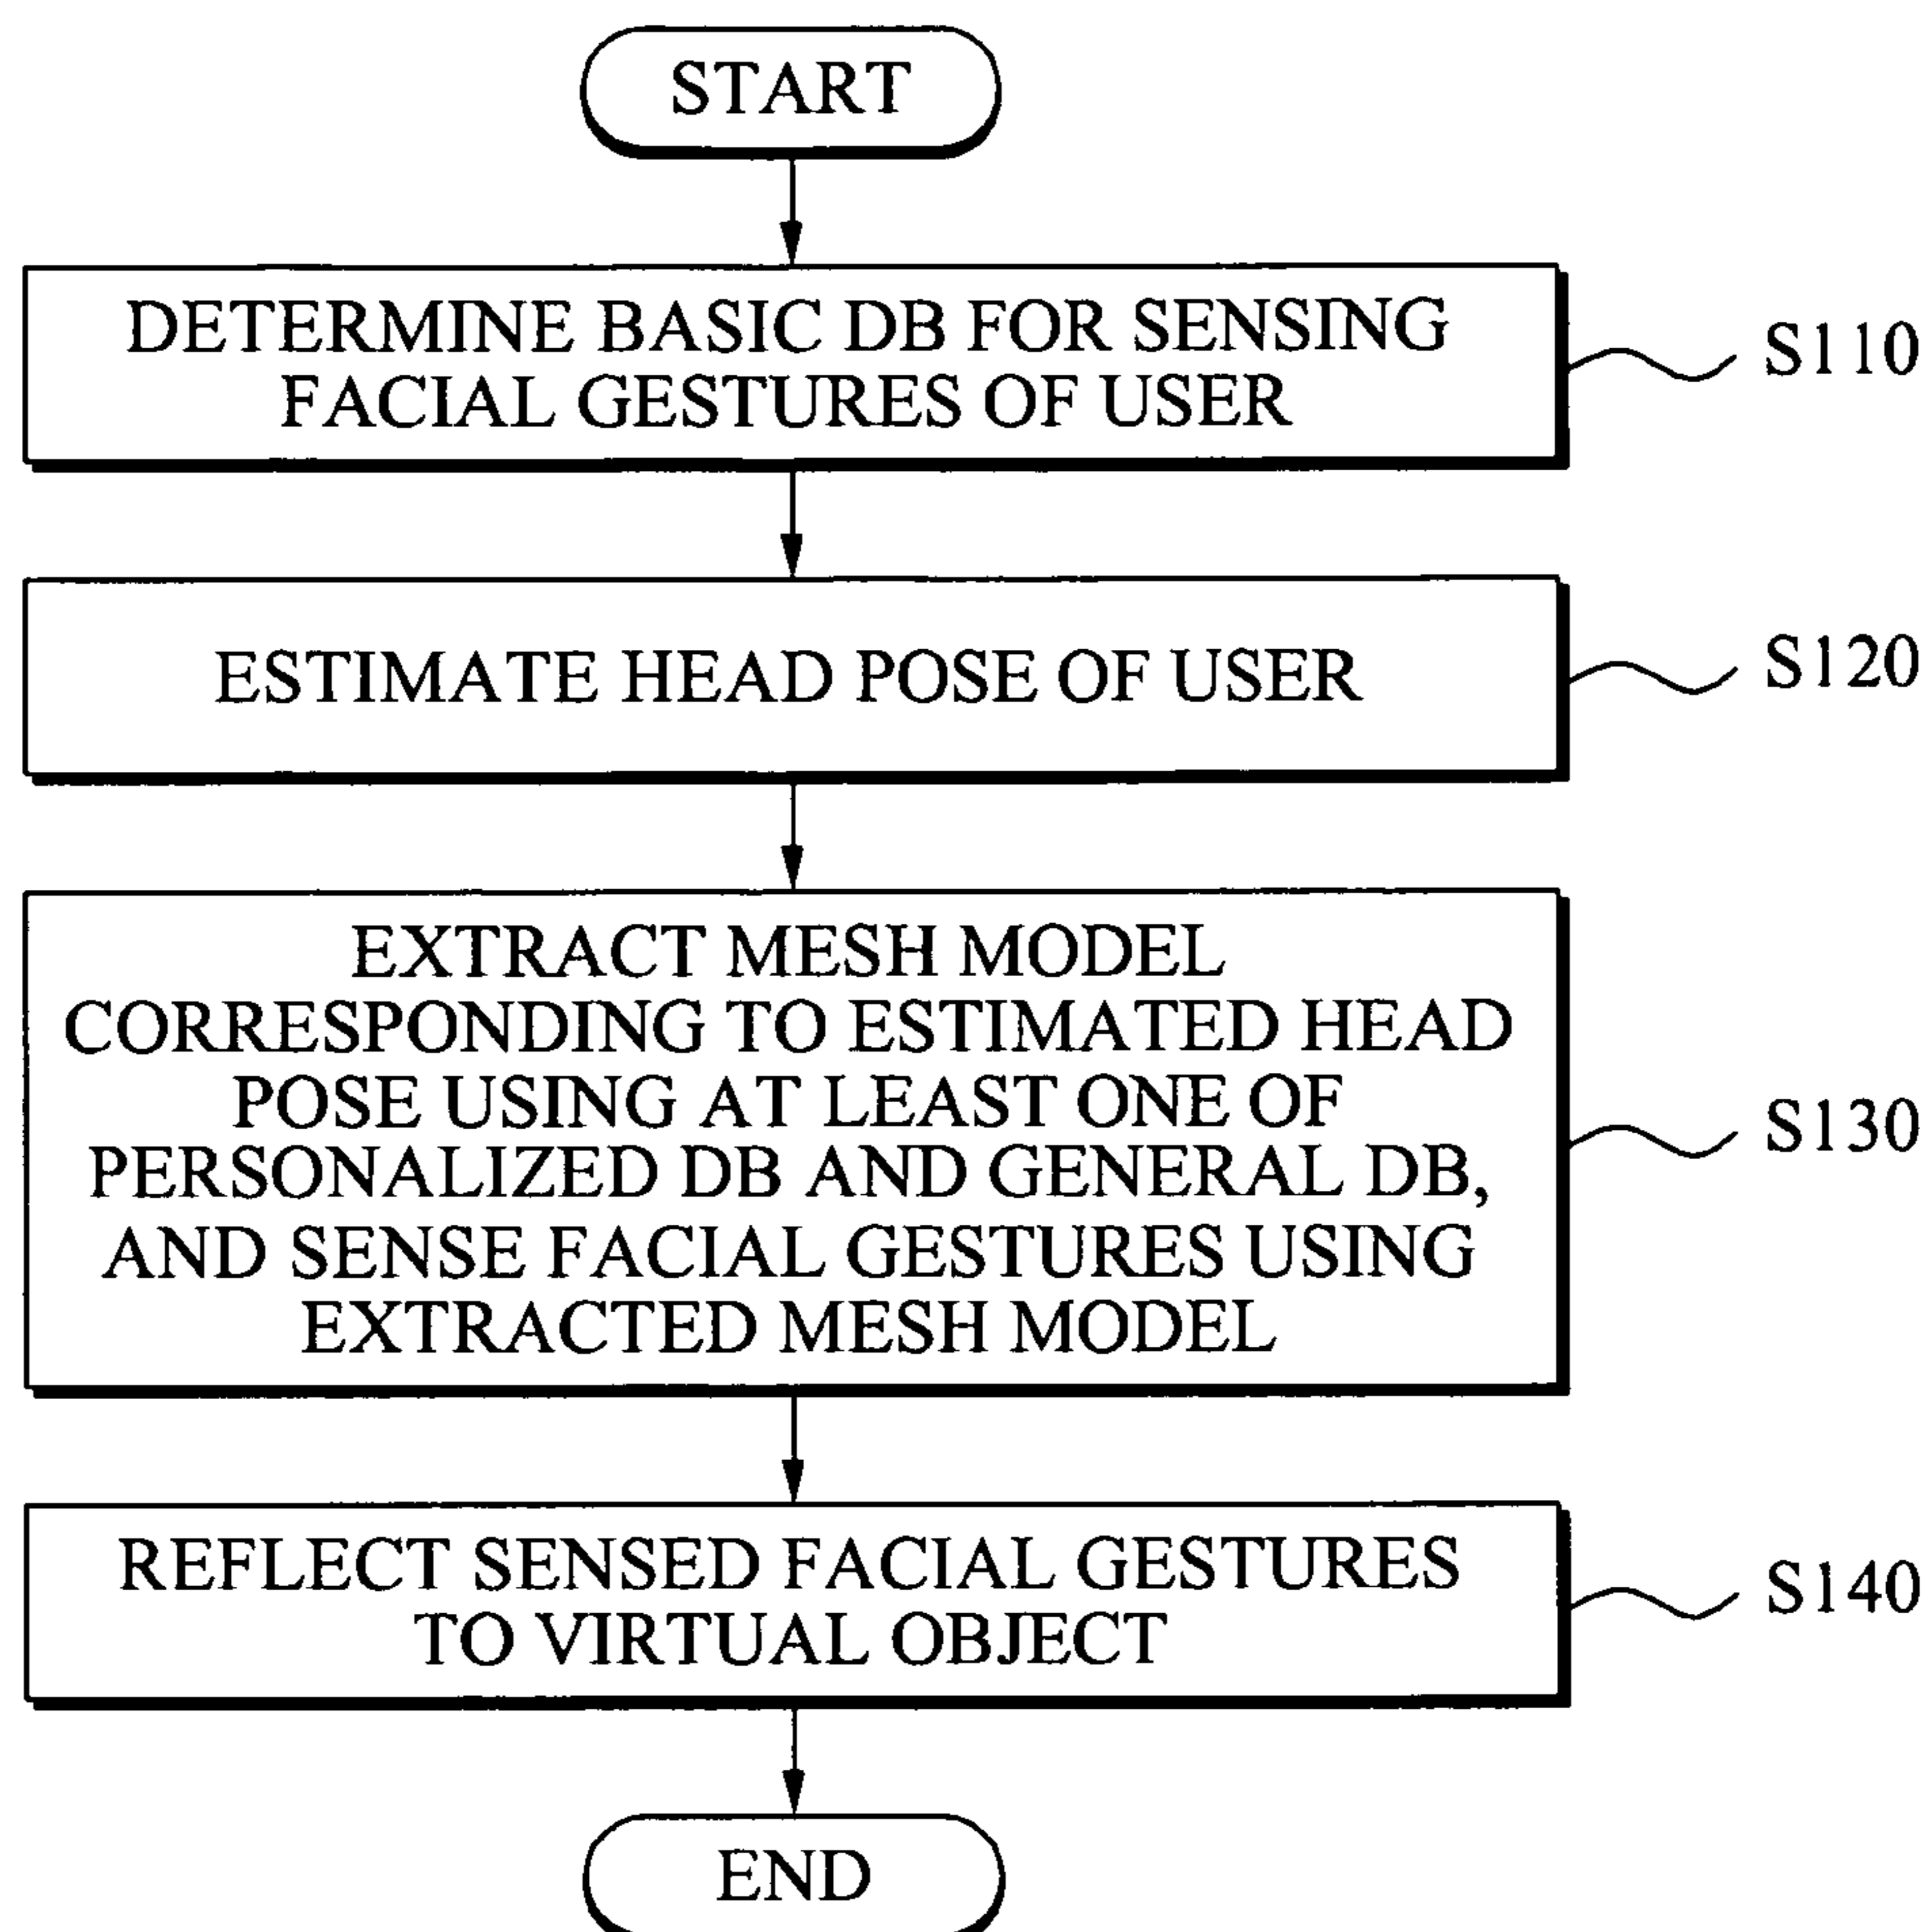 START
DETERMINE BASIC DB FOR SENSING
FACIAL GESTURES OF USER
S110
ESTIMATE HEAD POSE OF USER
S120
EXTRACT MESH MODEL
CORRESPONDING TO ESTIMATED HEAD
POSE USING AT LEAST ONE OF
PERSONALIZED DB AND GENERAL DB,
AND SENSE FACIAL GESTURES USING
EXTRACTED MESH MODEL
S130
REFLECT SENSED FACIAL GESTURES
TO VIRTUAL OBJECT
S140
END